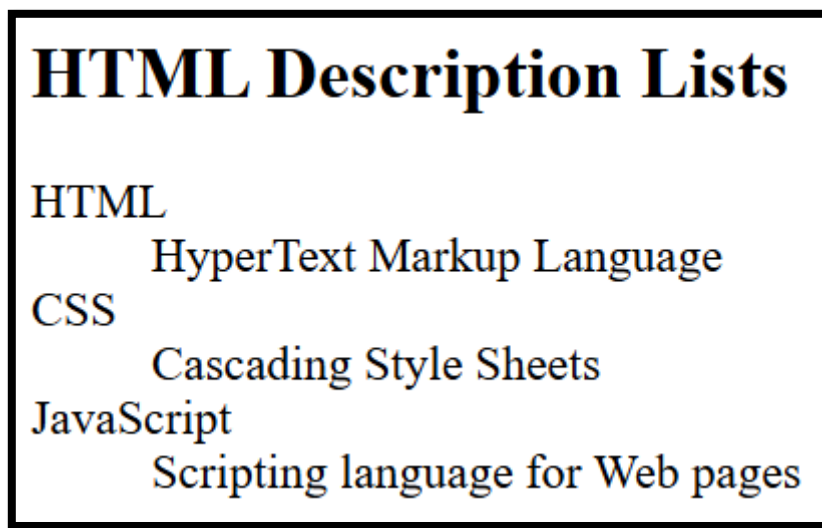 HTML Description Lists
HTML
HyperText Markup Language
CSS
Cascading Style Sheets
JavaScript
Scripting language for Web pages